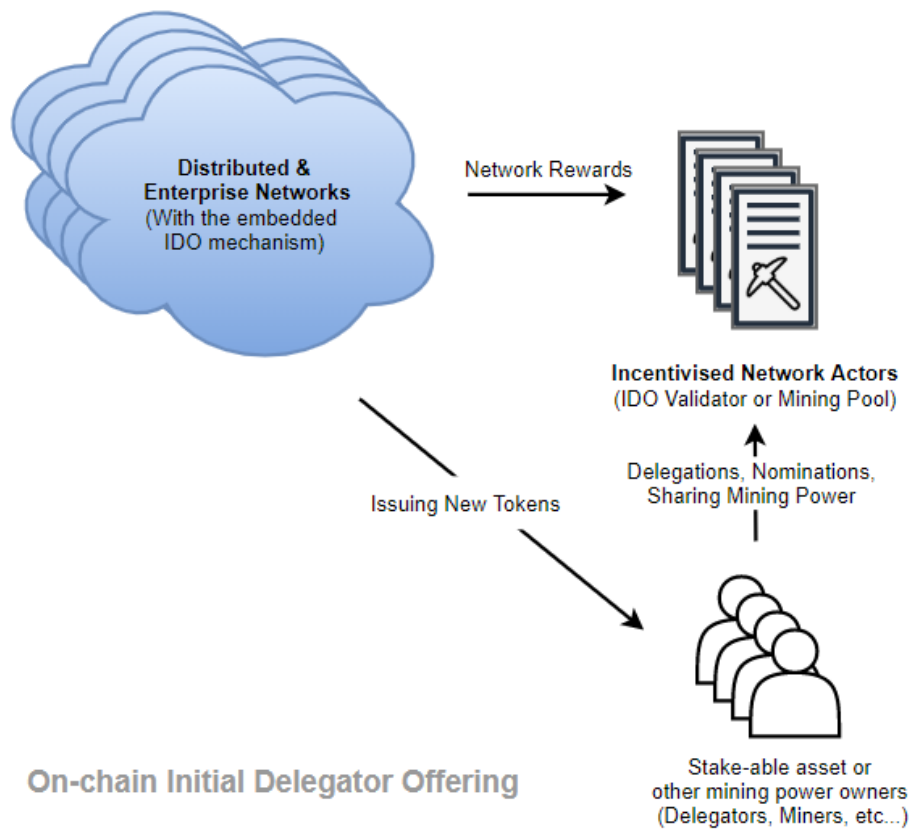 Distributed &
Enterprise Networks
(With the embedded
IDO mechanism)
Network Rewards
Incentivised Network Actors
(IDO Validator or Mining Pool)
Delegations, Nominations,
Sharing Mining Power
Issuing New Tokens
Stake-able asset or
other mining power owners
(Delegators, Miners, etc...)
On-chain Initial Delegator Offering